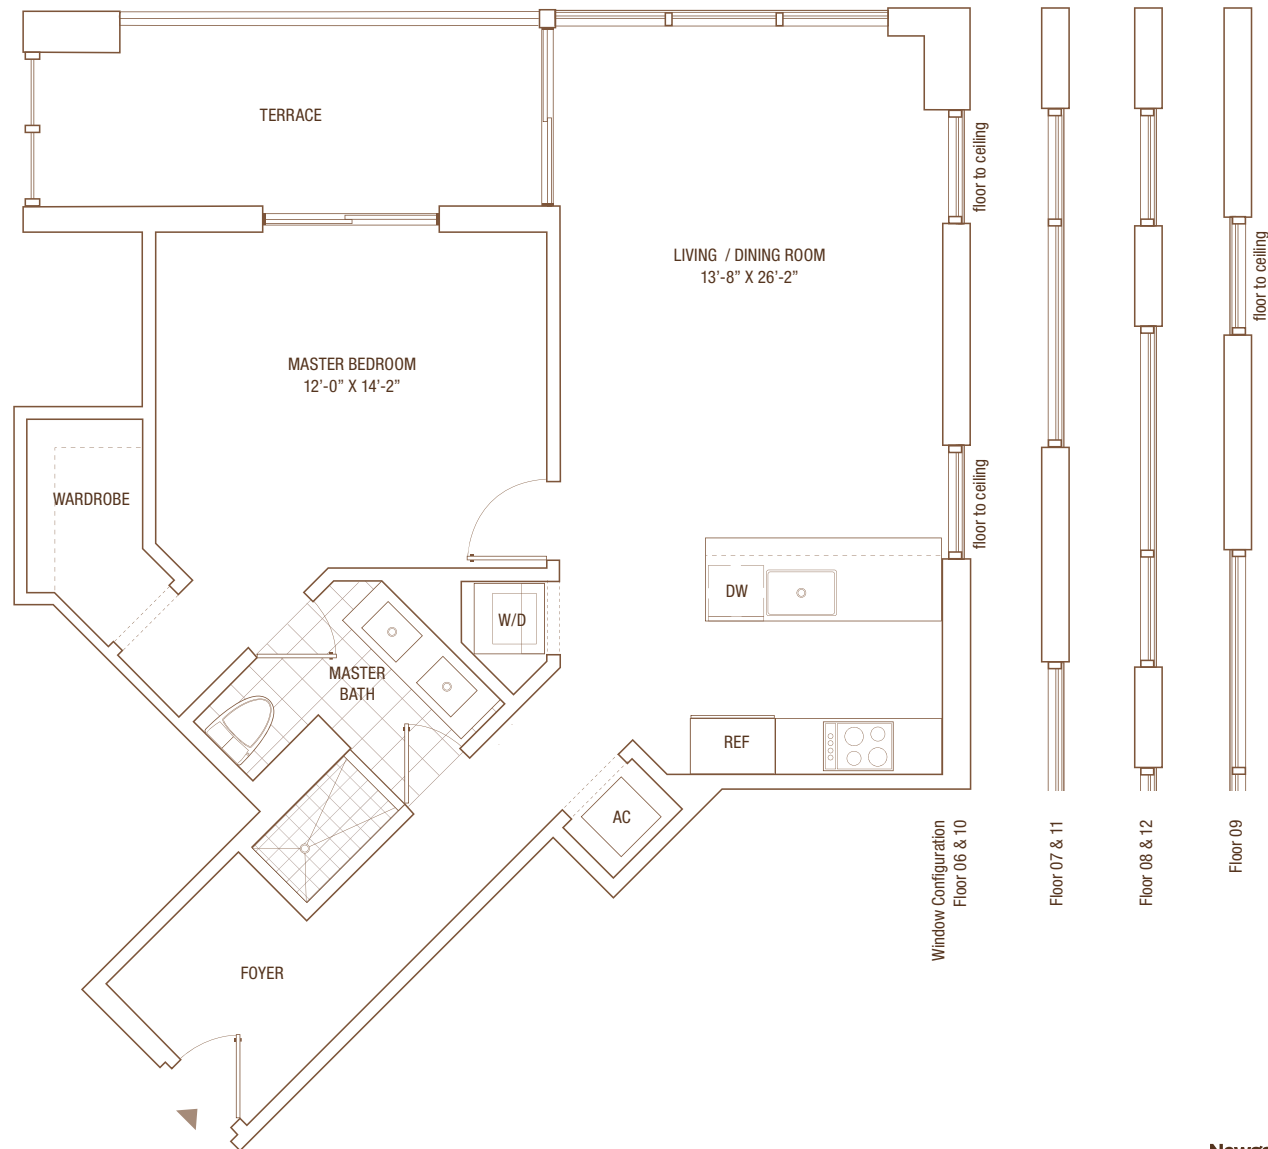 TERRACE
LIVING / DINING ROOM
13’-8” X 26’-2”
MASTER BEDROOM
12’-0” X 14’-2”
WARDROBE
W/D
MASTER
BATH
DW
REF
AC
FOYER
floor to ceiling
floor to ceiling
floor to ceiling
Window Configuration
Floor 06 & 10
Floor 07 & 11
Floor 08 & 12
Floor 09